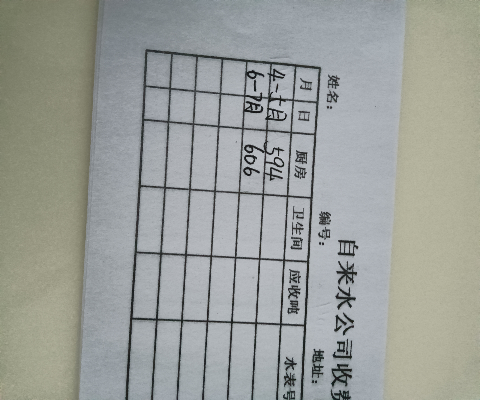 自来水公司收费
姓名： 编号： 地址：
月 日 厨房 卫生间 应收吨 水表号
4-5月 594
6-7月 606